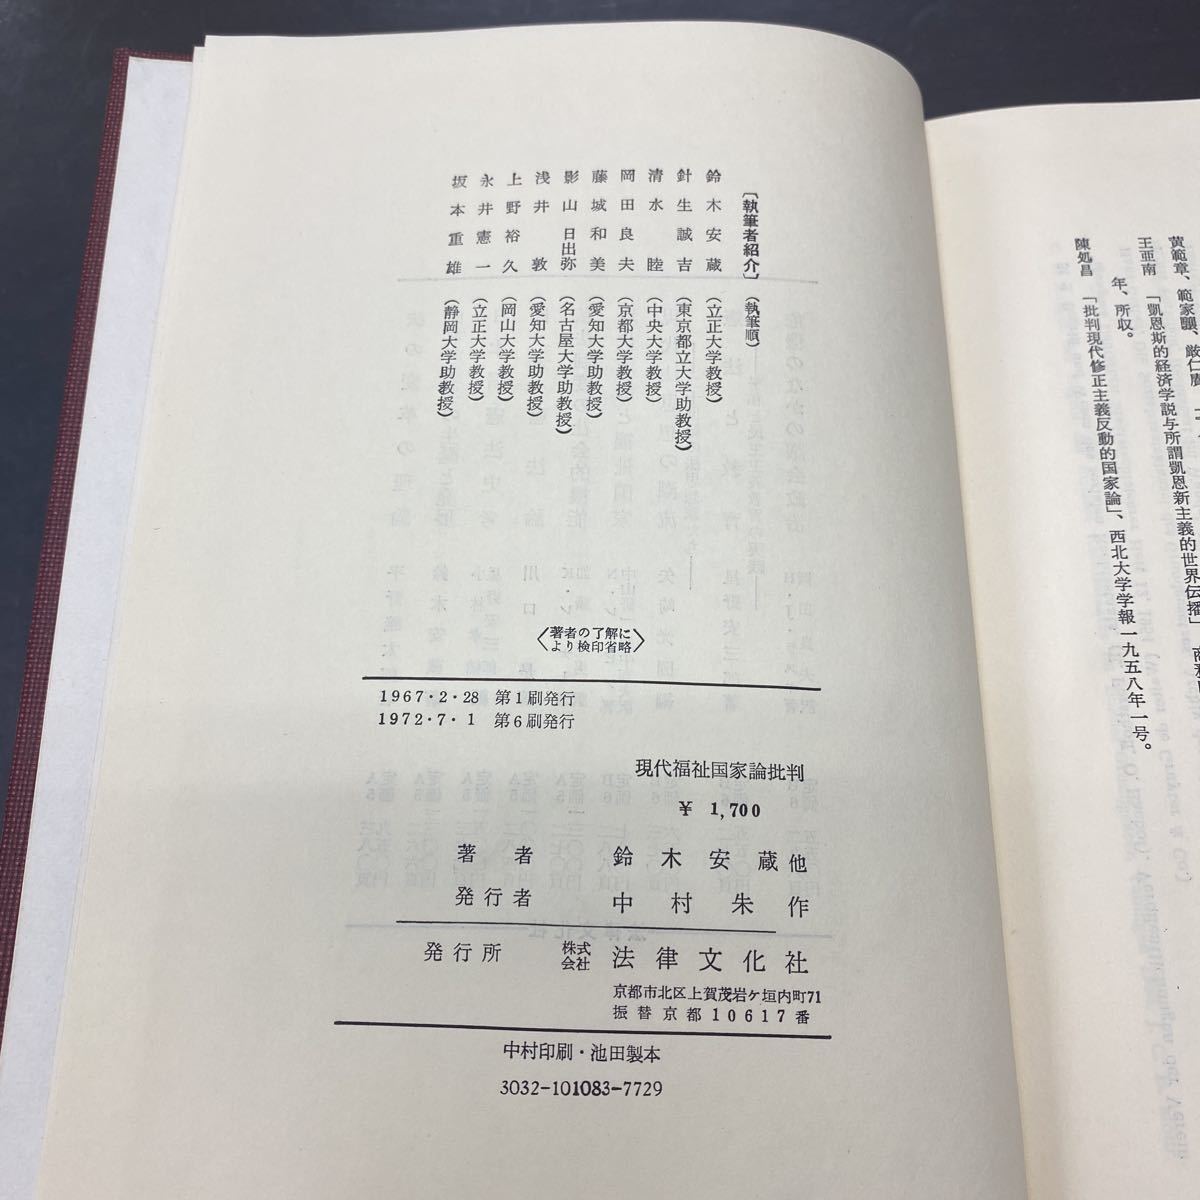 〔執筆者紹介〕(執筆順)
鈴木安蔵(立正大学教授)
針生誠吉(東京都立大学助教授)
清水睦(中央大学教授)
岡田良夫(京都大学教授)
藤城和美(愛知大学助教授)
影山日出弥(名古屋大学助教授)
浅井敦(愛知大学助教授)
上野裕久(岡山大学教授)
永井憲一(立正大学教授)
坂本重雄(静岡大学助教授)
〈著者の了解に
より検印省略〉
1967・2・28 第1刷発行
1972・7・1 第6刷発行
現代福祉国家論批判
¥ 1,700
著者 鈴木安蔵他
発行者 中村朱作
発行所 株式会社 法律文化社
京都市北区上賀茂岩ケ垣内町71
振替京都10617番
中村印刷・池田製本
3032-101083-7729
黄範章、範家驤、厳仁
王亜南 「凱恩斯的経済学説与所謂凱恩新主義的世界伝播」
年、所収。
陳処昌 「批判現代修正主義反動的国家論」、西北大学学報一九五八年一号。